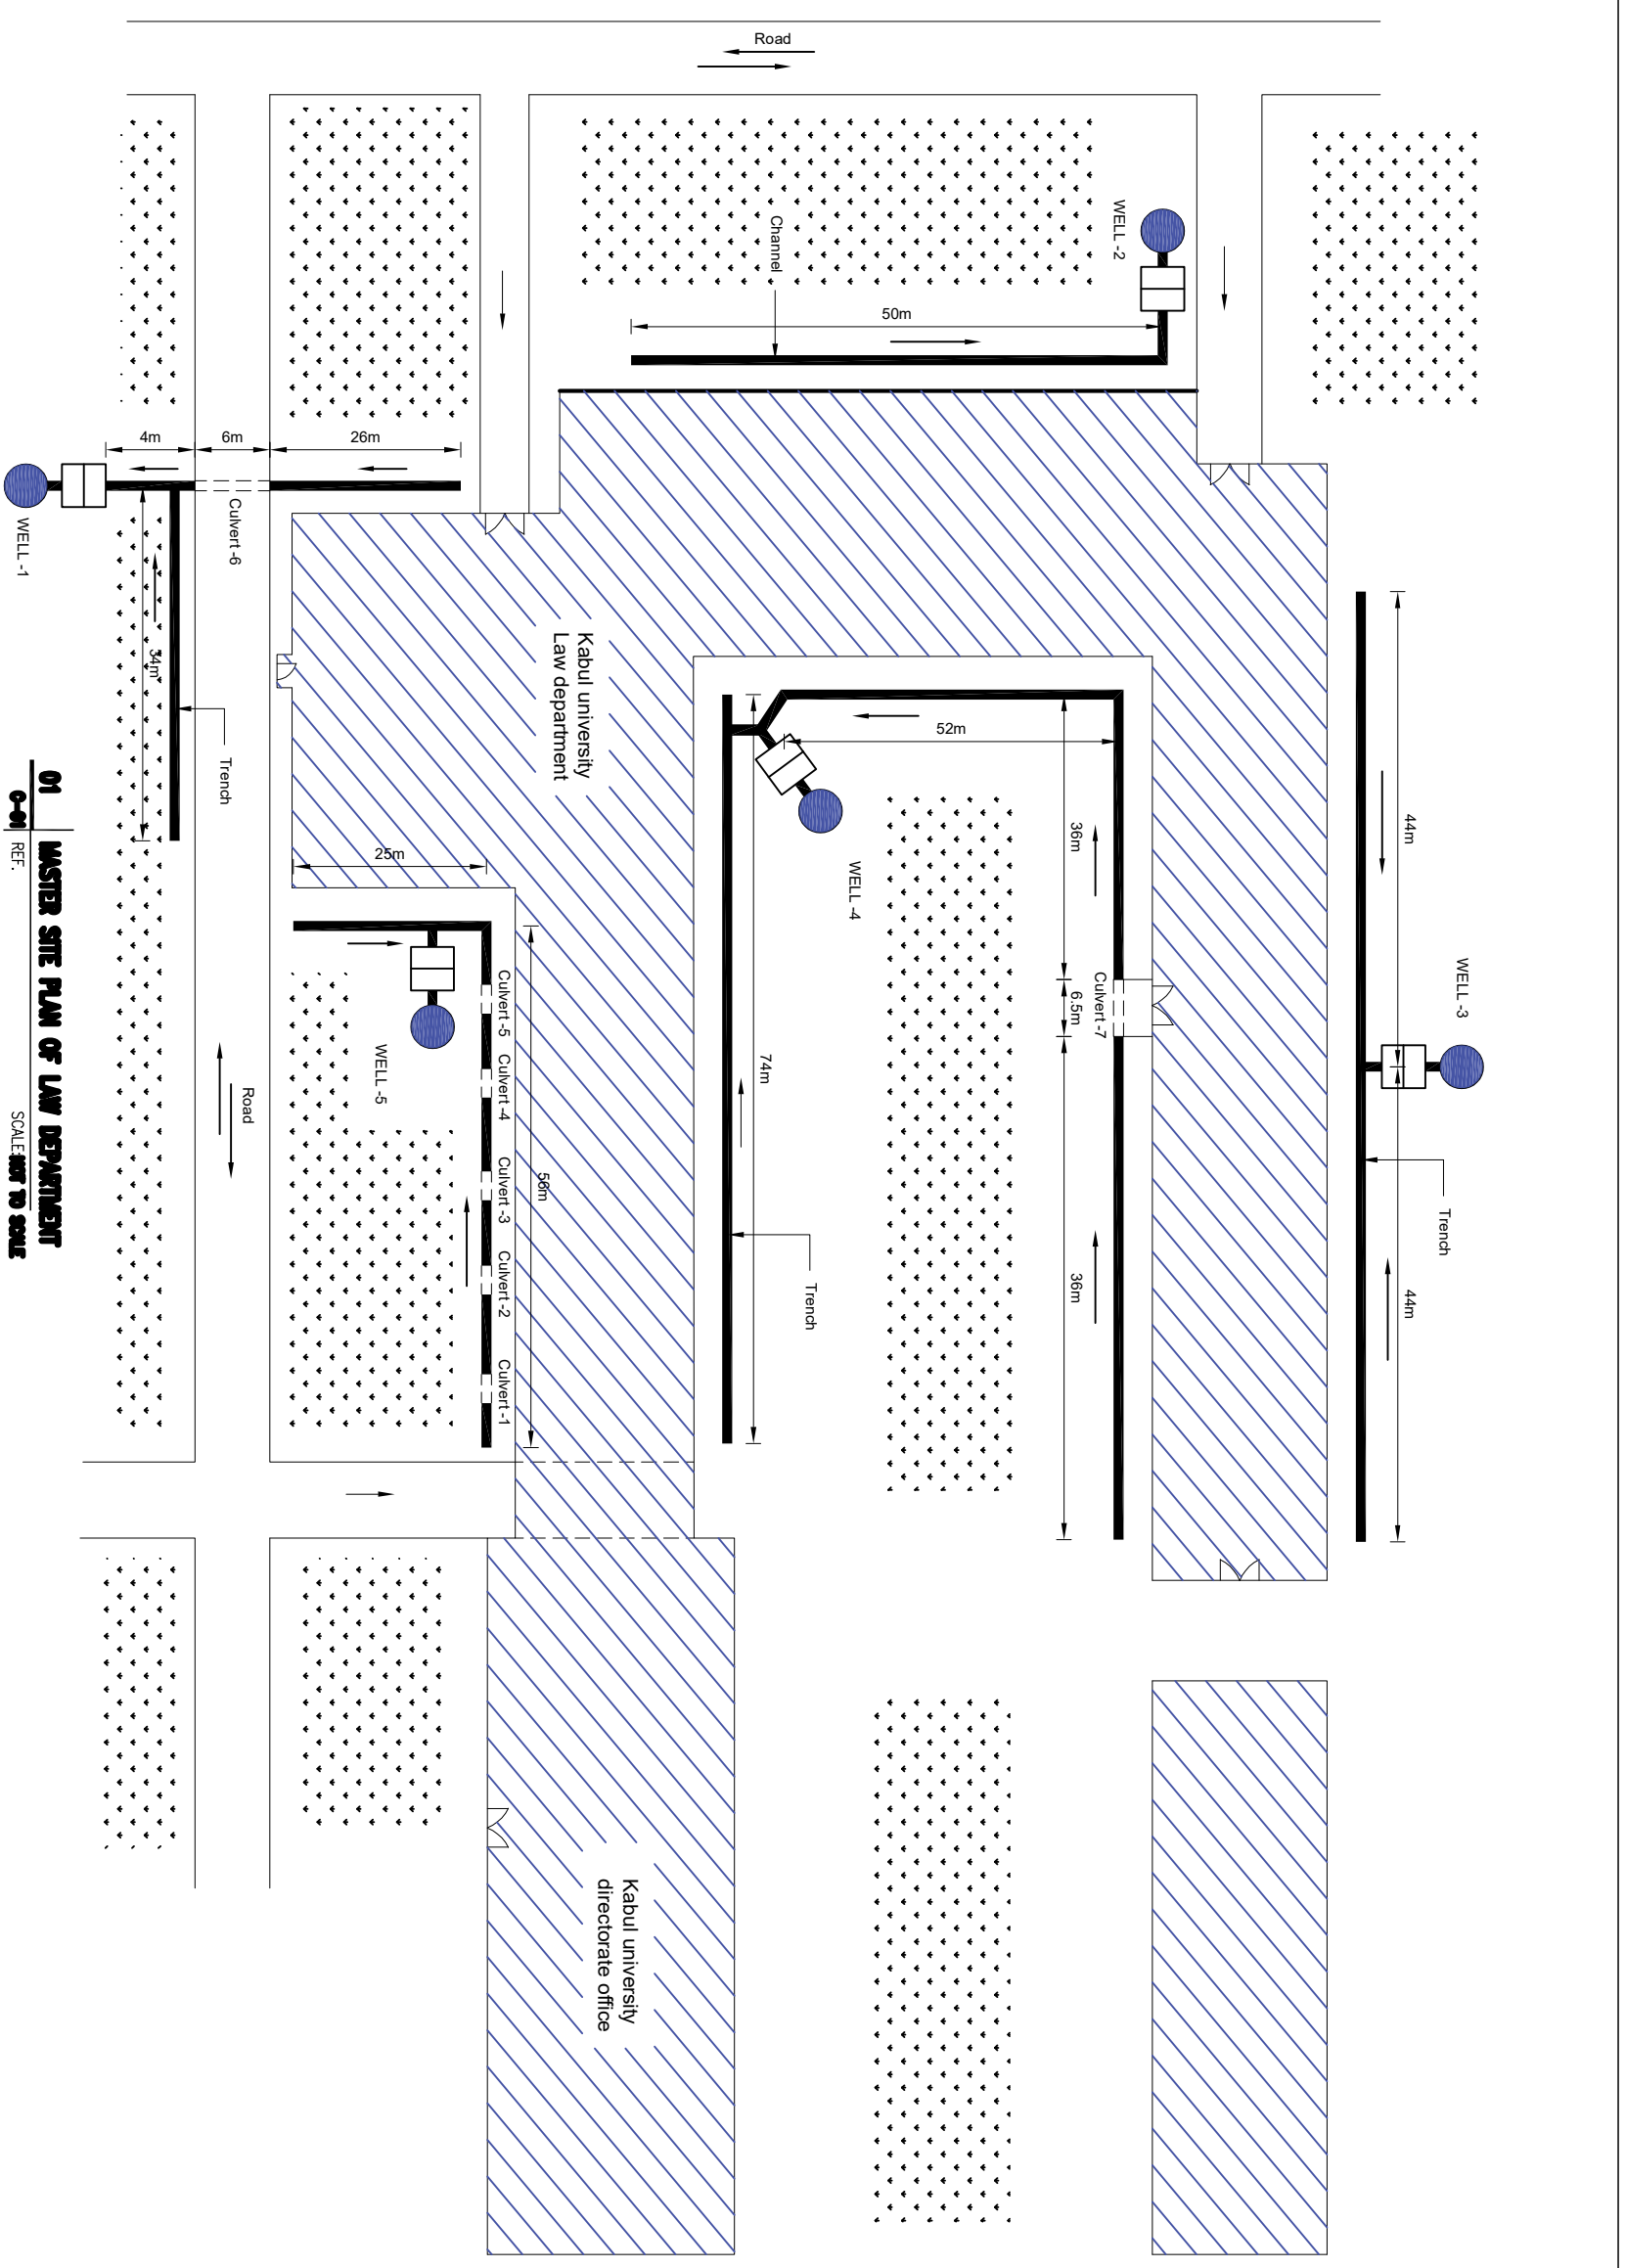 Road
WELL -2
Channel
50m
4m
6m
26m
Culvert -6
WELL -1
34m
Trench
Kabul university
Law department
52m
36m
44m
WELL -4
25m
WELL -3
Culvert -7
6.5m
Culvert -5
Culvert -4
Culvert -3
Culvert -2
Culvert -1
WELL -5
74m
56m
Road
36m
44m
Trench
Trench
Kabul university
directorate office
01
MASTER SITE PLAN OF LAW DEPARTMENT
C-01
REF.
SCALE:NOT TO SCALE